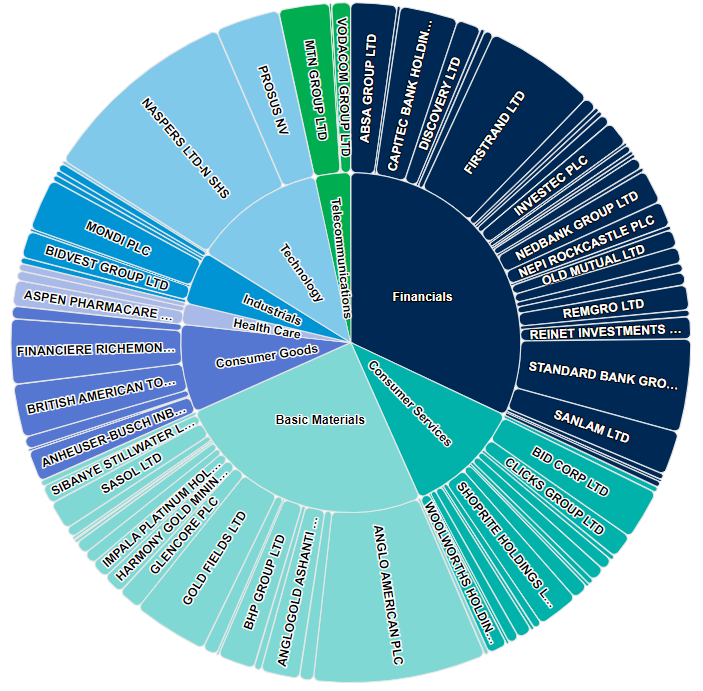 ABSA GROUP LTD
CAPITEC BANK HOLDIN...
DISCOVERY LTD
FIRSTRAND LTD
INVESTEC PLC
NEDBANK GROUP LTD
NEPI ROCKCASTLE PLC
OLD MUTUAL LTD
REMGRO LTD
REINET INVESTMENTS ...
STANDARD BANK GRO...
SANLAM LTD
BID CORP LTD
CLICKS GROUP LTD
SHOPRITE HOLDINGS L...
WOOLWORTHS HOLDIN...
ANGLO AMERICAN PLC
ANGLOGOLD ASHANTI ...
BHP GROUP LTD
GOLD FIELDS LTD
GLENCORE PLC
HARMONY GOLD MININ...
IMPALA PLATINUM HOL...
SASOL LTD
SIBANYE STILLWATER L...
ANHEUSER-BUSCH INB...
BRITISH AMERICAN TO...
FINANCIERE RICHEMON...
ASPEN PHARMACARE ...
BIDVEST GROUP LTD
MONDI PLC
NASPERS LTD-N SHS
PROSUS NV
MTN GROUP LTD
VODACOM GROUP LTD
Financials
Consumer Services
Basic Materials
Consumer Goods
Health Care
Industrials
Technology
Telecommunications